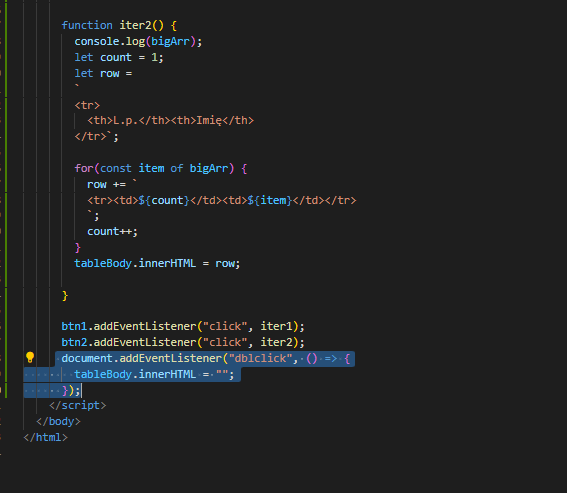 function iter2() {
console.log(bigArr);
let count = 1;
let row =
`
<tr>
<th>L.p.</th><th>Imię</th>
</tr>`;
for(const item of bigArr) {
row += `
<tr><td>${count}</td><td>${item}</td></tr>
`;
count++;
}
tableBody.innerHTML = row;
}
btn1.addEventListener("click", iter1);
btn2.addEventListener("click", iter2);
document.addEventListener("dblclick", () => {
tableBody.innerHTML = "";
});
</script>
</body>
</html>